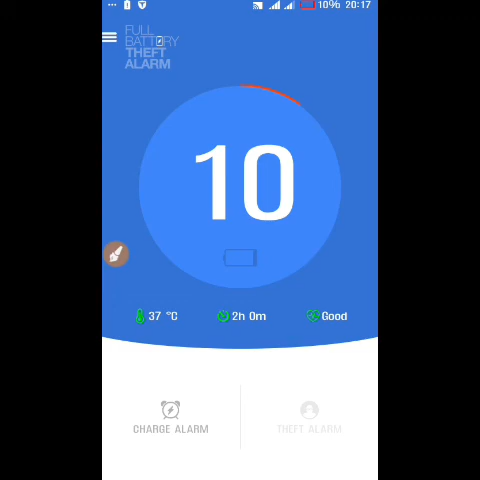 10% 20:17
FULL
BATTERY
THEFT
ALARM
10
37 °C
2h 0m
Good
CHARGE ALARM
THEFT ALARM